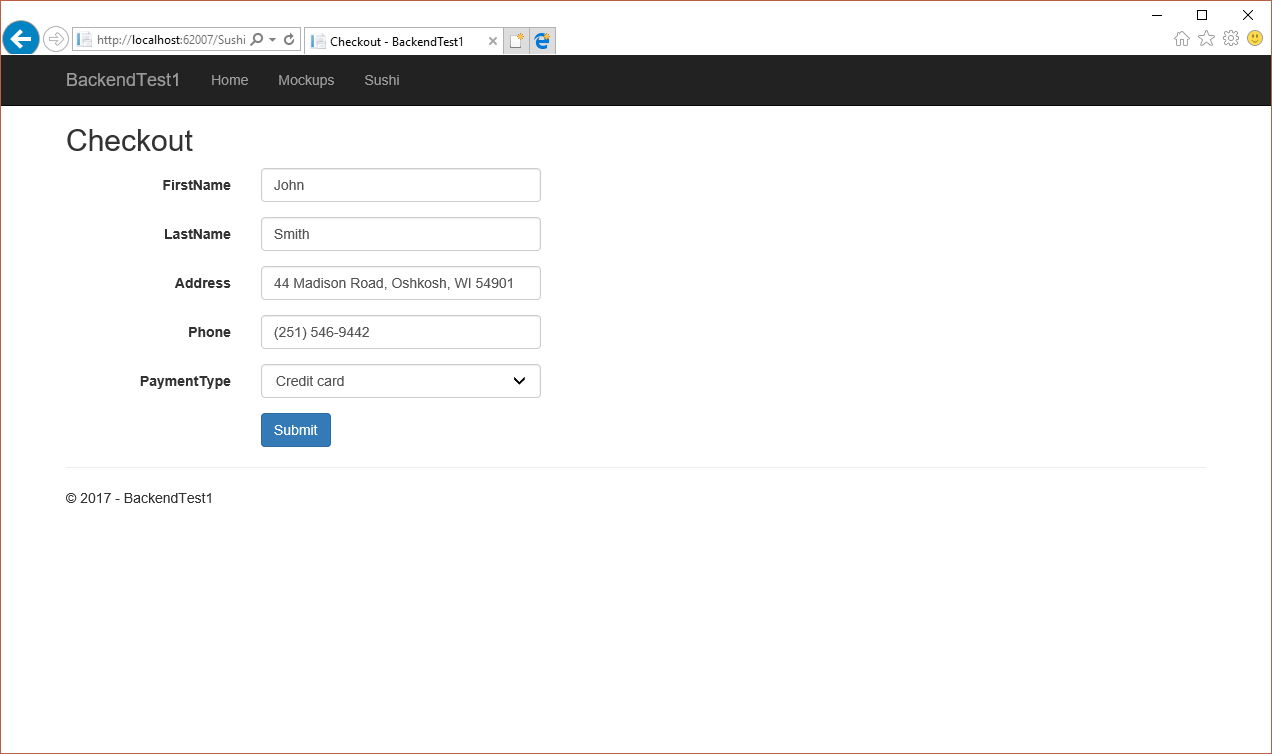 http://localhost:62007/Sushi
Checkout - BackendTest1
BackendTest1 Home Mockups Sushi
Checkout
FirstName John
LastName Smith
Address 44 Madison Road, Oshkosh, WI 54901
Phone (251) 546-9442
PaymentType Credit card
Submit
© 2017 - BackendTest1